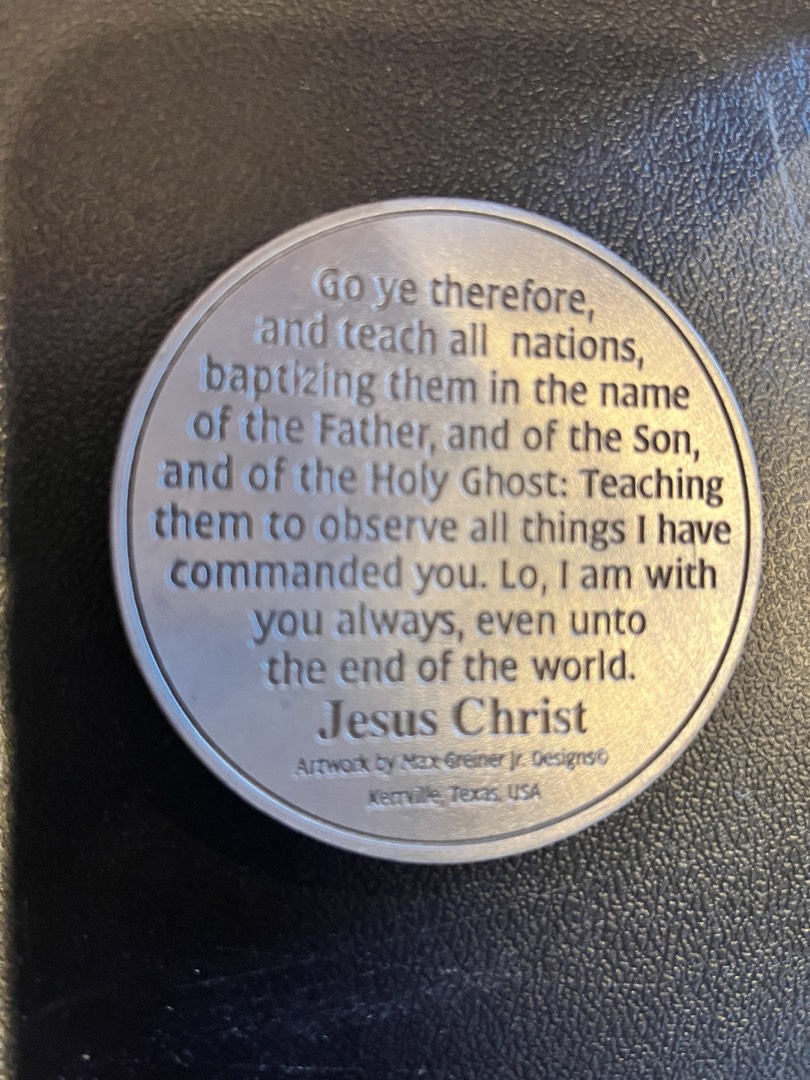 Go ye therefore,
and teach all nations,
baptizing them in the name
of the Father, and of the Son,
and of the Holy Ghost: Teaching
them to observe all things I have
commanded you. Lo, I am with
you always, even unto
the end of the world.
Jesus Christ
Artwork by Max Greiner Jr. Designs©
Kerrville, Texas, USA